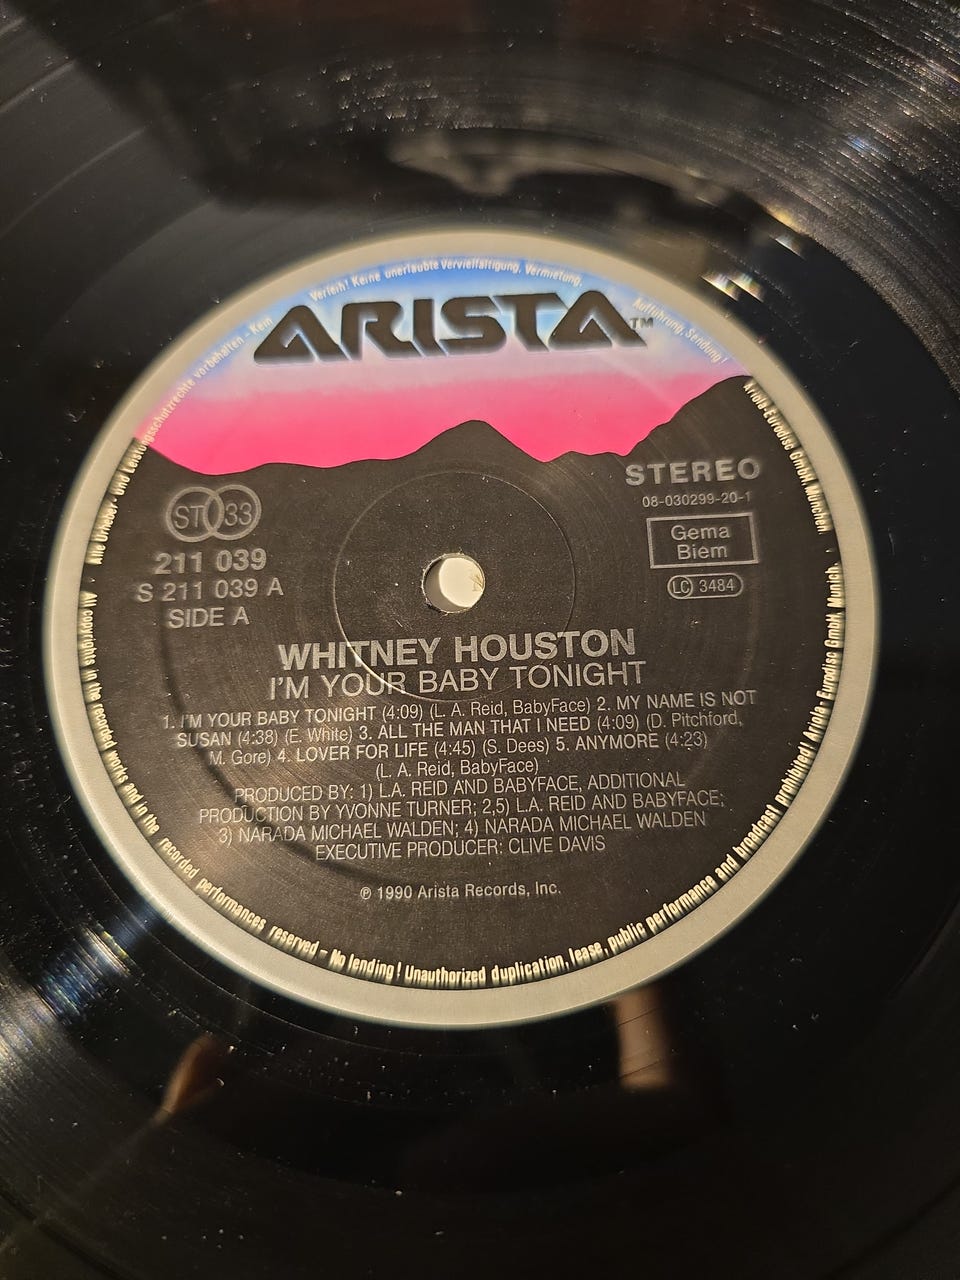 Alle Urheber- und Leistungsschutzrechte vorbehalten - Kein Verleih! Keine unerlaubte Vervielfältigung, Vermietung, Aufführung, Sendung!
ARISTA™
Ariola-Eurodisc GmbH, München
STEREO
08-030299-20-1
Gema
Biem
LC 3484
ST 33
211 039
S 211 039 A
SIDE A
WHITNEY HOUSTON
I'M YOUR BABY TONIGHT
1. I'M YOUR BABY TONIGHT (4:09) (L. A. Reid, BabyFace) 2. MY NAME IS NOT
SUSAN (4:38) (E. White) 3. ALL THE MAN THAT I NEED (4:09) (D. Pitchford,
M. Gore) 4. LOVER FOR LIFE (4:45) (S. Dees) 5. ANYMORE (4:23)
(L. A. Reid, BabyFace)
PRODUCED BY: 1) L.A. REID AND BABYFACE, ADDITIONAL
PRODUCTION BY YVONNE TURNER; 2,5) L.A. REID AND BABYFACE;
3) NARADA MICHAEL WALDEN; 4) NARADA MICHAEL WALDEN
EXECUTIVE PRODUCER: CLIVE DAVIS
℗ 1990 Arista Records, Inc.
All copyrights in the recorded works and in the recorded performances reserved - No lending! Unauthorized duplication, lease, public performance and broadcast prohibited! Ariola-Eurodisc GmbH, Munich